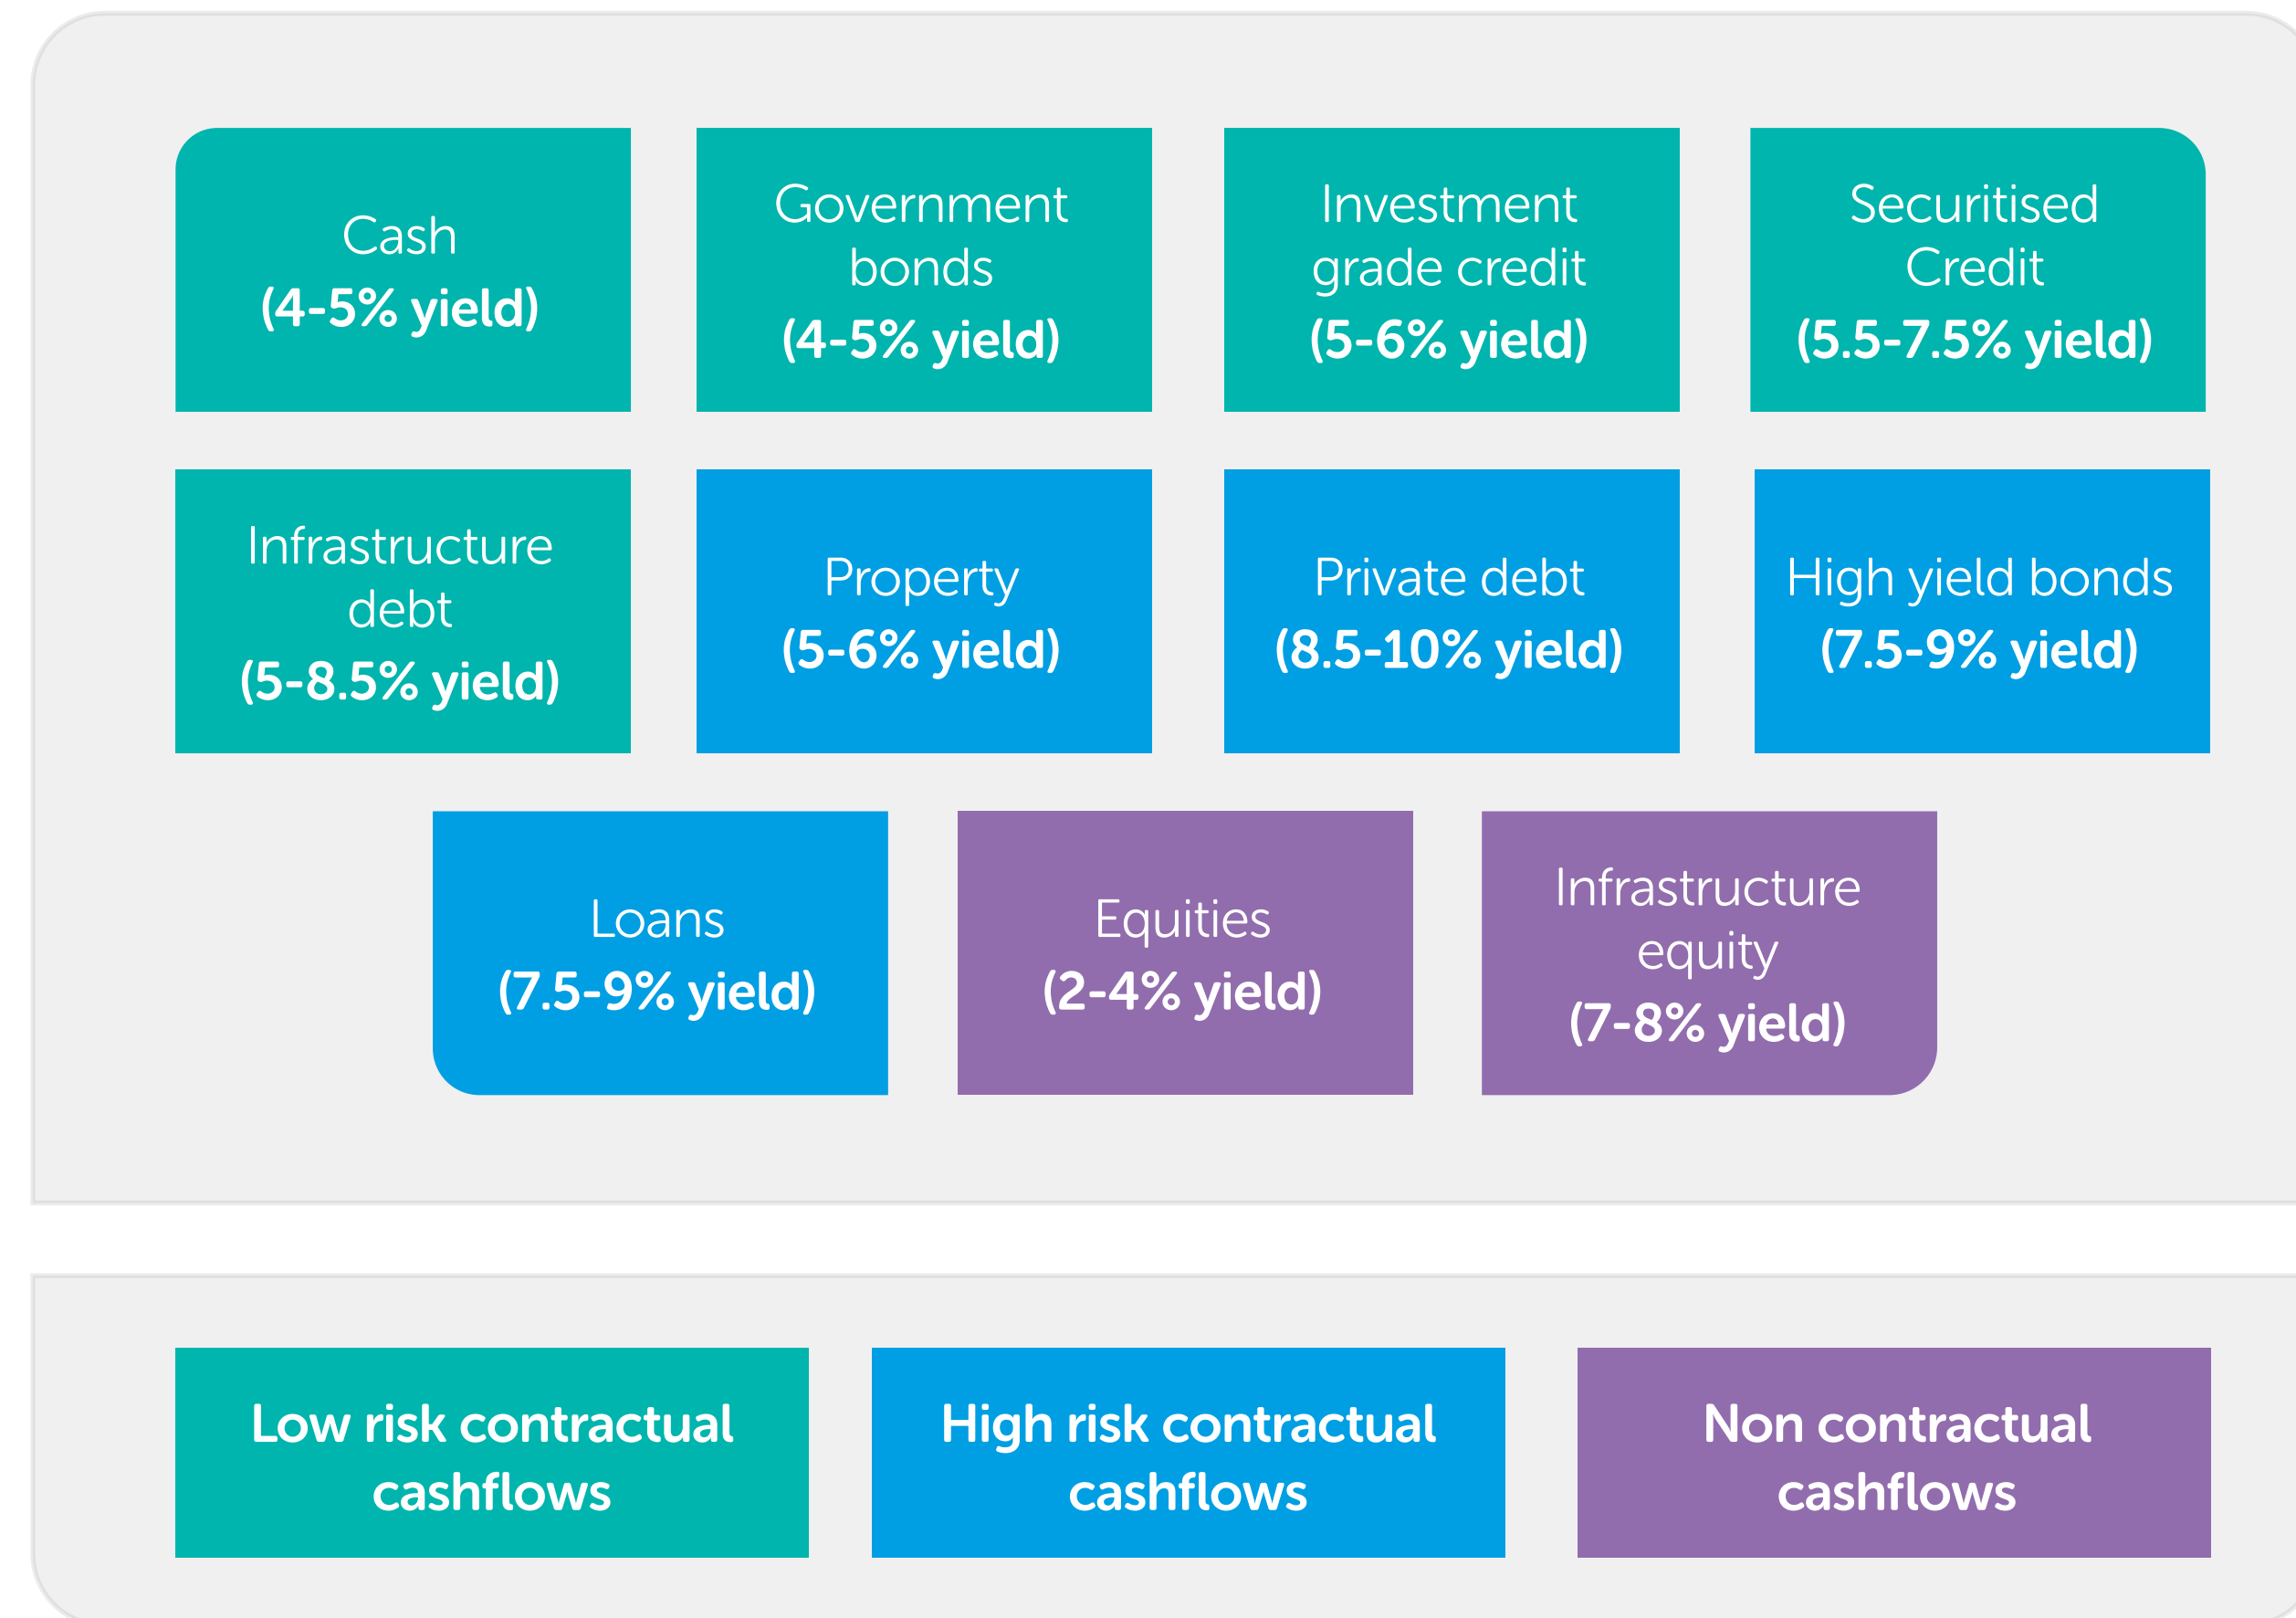 Cash
(4-5% yield)
Government
bonds
(4-5% yield)
Investment
grade credit
(5-6% yield)
Securitised
Credit
(5.5-7.5% yield)
Infrastructure
debt
(5-8.5% yield)
Property
(5-6% yield)
Private debt
(8.5-10% yield)
High yield bonds
(7.5-9% yield)
Loans
(7.5-9% yield)
Equities
(2-4% yield)
Infrastructure
equity
(7-8% yield)
Low risk contractual
cashflows
High risk contractual
cashflows
Non contractual
cashflows